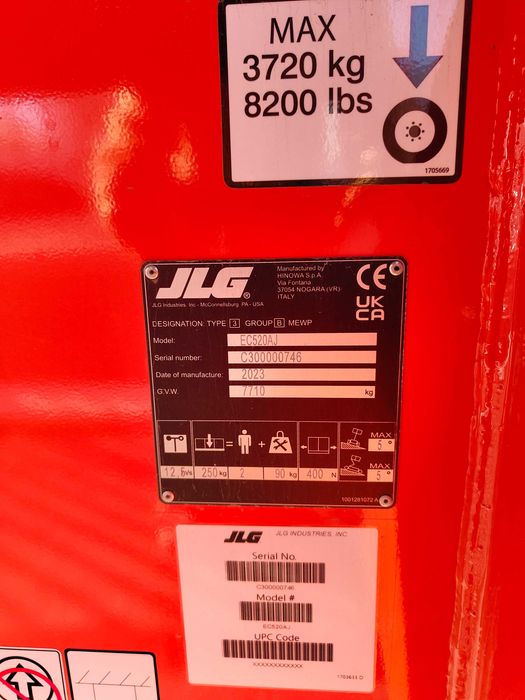 MAX
3720 kg
8200 lbs
1705669
JLG®
Manufactured by
HINOWA S.p.A.
Via Fontana
37054 NOGARA (VR)
ITALY
CE
UK
CA
JLG Industries. Inc - McConnellsburg PA - USA
DESIGNATION: TYPE 3 GROUP B MEWP
Model: EC520AJ
Serial number: C300000746
Date of manufacture: 2023
G.V.W. 7710 kg
= +
MAX
5°
MAX
5°
12.5 m/s 250 kg 2 90 kg 400 N
1001281072 A
JLG JLG INDUSTRIES, INC
Serial No.
C300000746
Model #
EC520AJ
UPC Code
XXXXXXXXXXXX
1703611 D